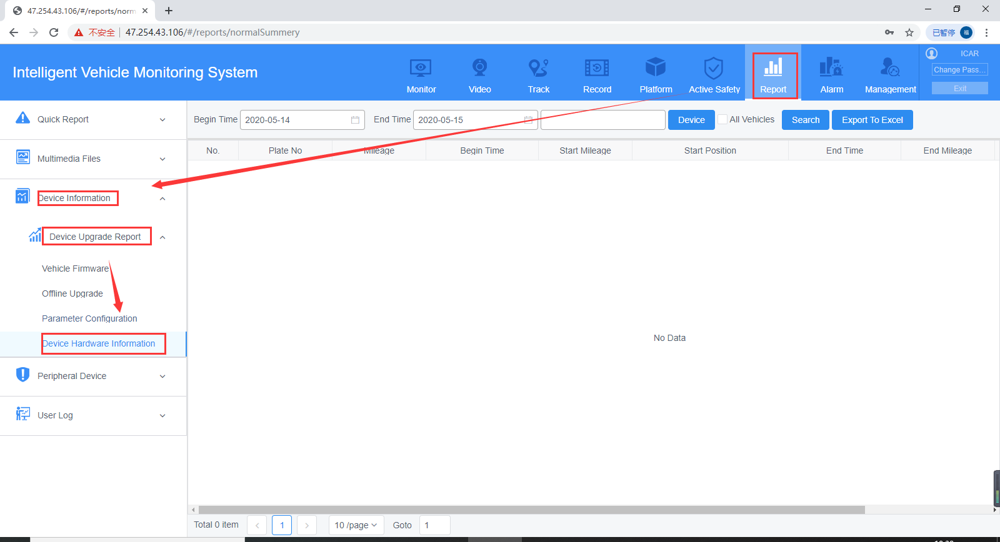 47.254.43.106/#/reports/norm
不安全 47.254.43.106/#/reports/normalSummery 已暂停 福
Intelligent Vehicle Monitoring System
Monitor Video Track Record Platform Active Safety Report Alarm Management
ICAR
Change Pass...
Exit
Quick Report
Multimedia Files
Device Information
Device Upgrade Report
Vehicle Firmware
Offline Upgrade
Parameter Configuration
Device Hardware Information
Peripheral Device
User Log
Begin Time 2020-05-14 End Time 2020-05-15 Device All Vehicles Search Export To Excel
No. Plate No Mileage Begin Time Start Mileage Start Position End Time End Mileage
No Data
Total 0 item 1 10 /page Goto 1